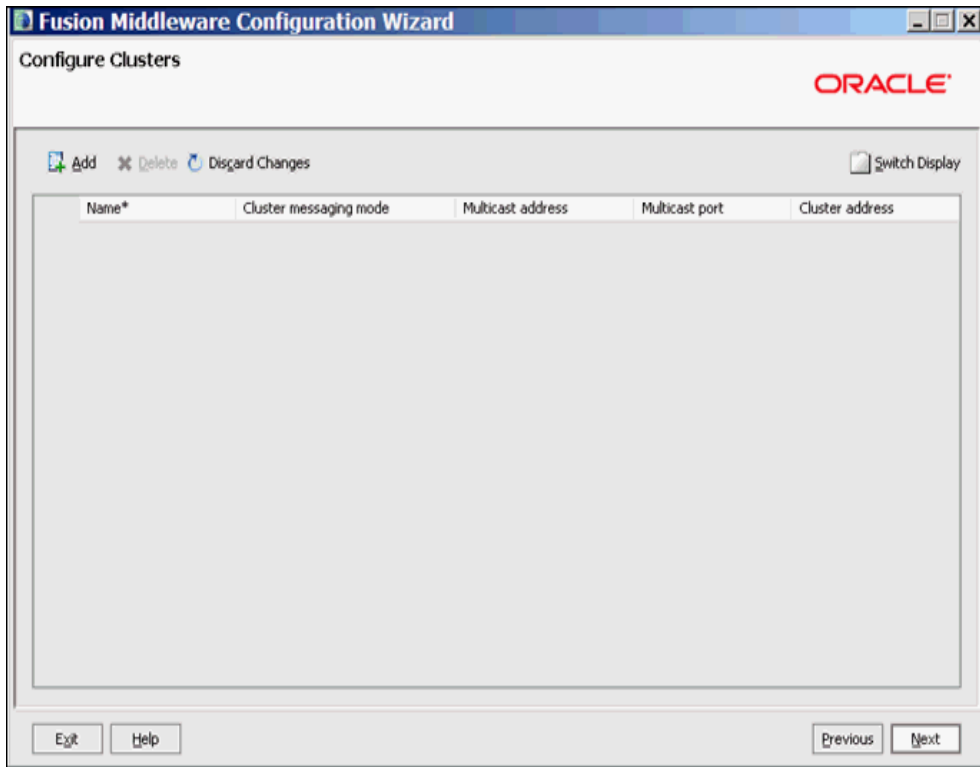 Fusion Middleware Configuration Wizard
Configure Clusters
ORACLE
Add Delete Discard Changes Switch Display
Name* Cluster messaging mode Multicast address Multicast port Cluster address
Exit Help Previous Next